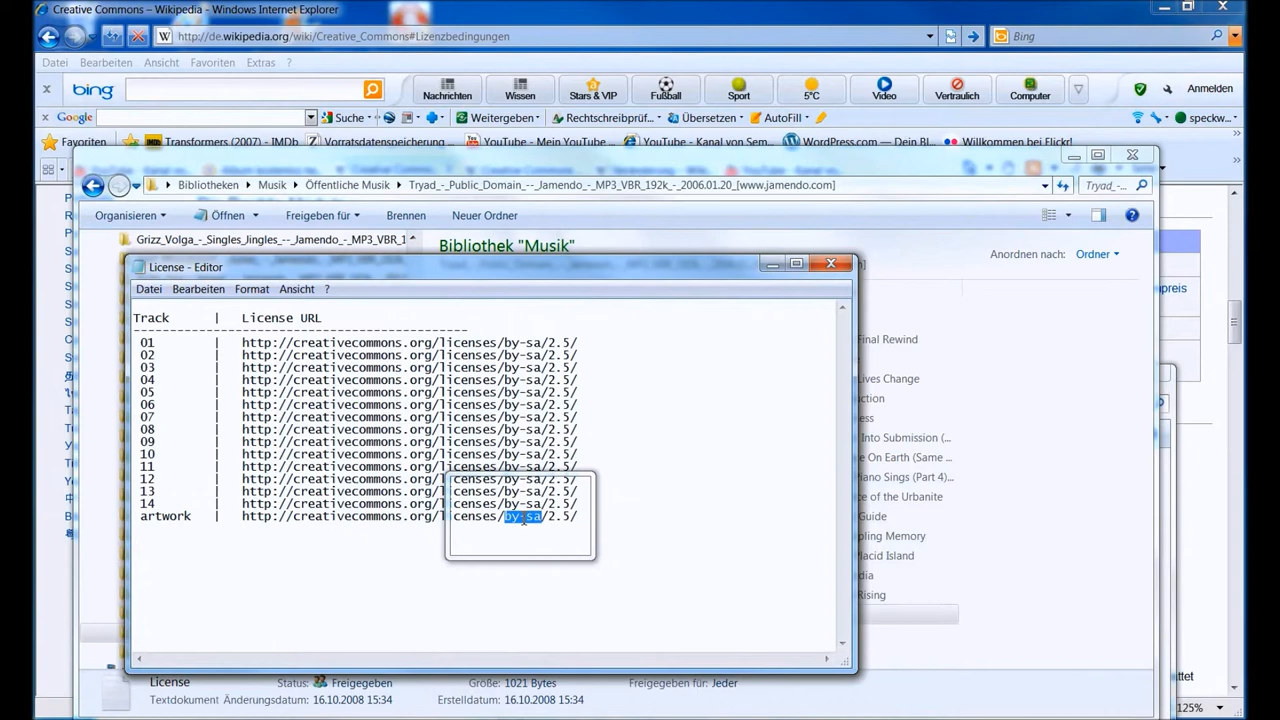 Creative Commons – Wikipedia - Windows Internet Explorer
http://de.wikipedia.org/wiki/Creative_Commons#Lizenzbedingungen
Bing
Datei Bearbeiten Ansicht Favoriten Extras ?
bing Nachrichten Wissen Stars & VIP Fußball Sport 5°C Video Vertraulich Computer Anmelden
Google Suche Weitergeben Rechtschreibprüf... Übersetzen AutoFill speckw...
Favoriten Transformers (2007) - IMDb Vorratsdatenspeicherung ... YouTube - Mein YouTube ... YouTube - Kanal von Sem... WordPress.com — Dein Bl... Willkommen bei Flickr!
Bibliotheken Musik Öffentliche Musik Tryad_-_Public_Domain_--_Jamendo_-_MP3_VBR_192k_-_2006.01.20_[www.jamendo.com]
Tryad_-...
Organisieren Öffnen Freigeben für Brennen Neuer Ordner
Grizz_Volga_-_Singles_Jingles_--_Jamendo_-_MP3_VBR_1
Bibliothek "Musik"
Anordnen nach: Ordner
License - Editor
Datei Bearbeiten Format Ansicht ?
Track | License URL
-----------------------------------------------
01 | http://creativecommons.org/licenses/by-sa/2.5/
02 | http://creativecommons.org/licenses/by-sa/2.5/
03 | http://creativecommons.org/licenses/by-sa/2.5/
04 | http://creativecommons.org/licenses/by-sa/2.5/
05 | http://creativecommons.org/licenses/by-sa/2.5/
06 | http://creativecommons.org/licenses/by-sa/2.5/
07 | http://creativecommons.org/licenses/by-sa/2.5/
08 | http://creativecommons.org/licenses/by-sa/2.5/
09 | http://creativecommons.org/licenses/by-sa/2.5/
10 | http://creativecommons.org/licenses/by-sa/2.5/
11 | http://creativecommons.org/licenses/by-sa/2.5/
12 | http://creativecommons.org/licenses/by-sa/2.5/
13 | http://creativecommons.org/licenses/by-sa/2.5/
14 | http://creativecommons.org/licenses/by-sa/2.5/
artwork | http://creativecommons.org/licenses/by-sa/2.5/
Final Rewind
Lives Change
uction
ess
Into Submission (...
e On Earth (Same ...
Piano Sings (Part 4)...
ce of the Urbanite
Guide
mpling Memory
Placid Island
dia
Rising
preis
ttet
License
Status: Freigegeben
Größe: 1021 Bytes
Freigegeben für: Jeder
Textdokument Änderungsdatum: 16.10.2008 15:34
Erstelldatum: 16.10.2008 15:34
125%